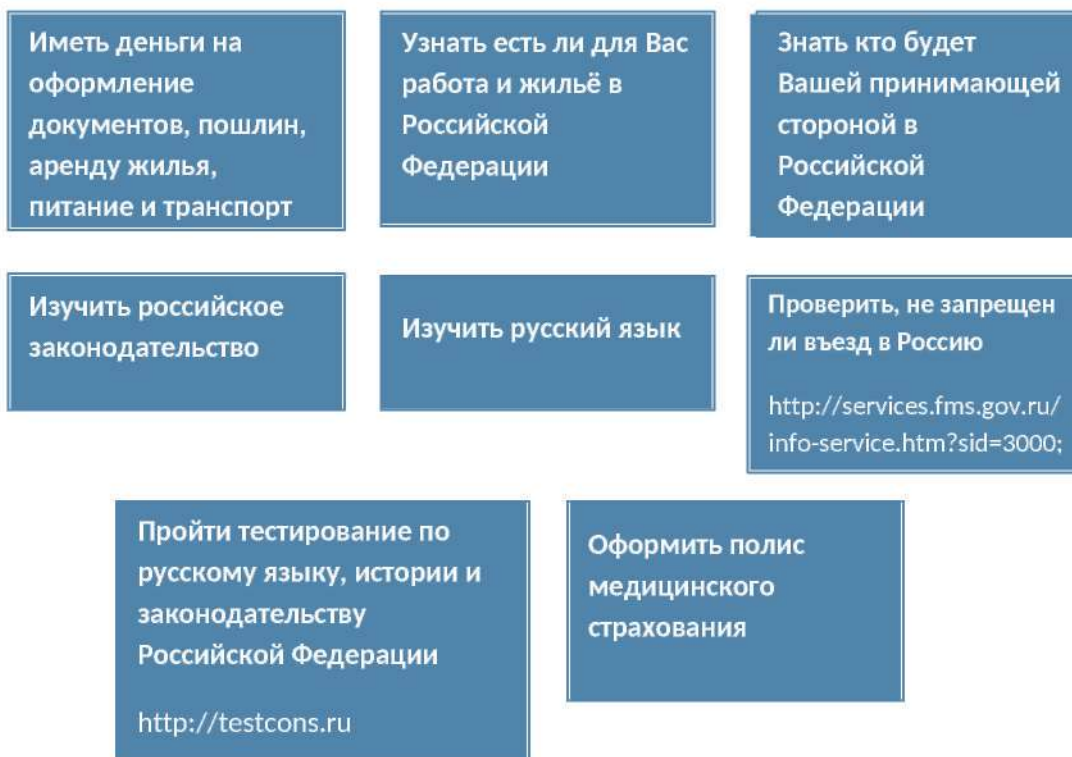 Иметь деньги на
оформление
документов, пошлин,
аренду жилья,
питание и транспорт
Узнать есть ли для Вас
работа и жильё в
Российской
Федерации
Знать кто будет
Вашей принимающей
стороной в
Российской
Федерации
Изучить российское
законодательство
Изучить русский язык
Проверить, не запрещен
ли въезд в Россию
http://services.fms.gov.ru/
info-service.htm?sid=3000;
Пройти тестирование по
русскому языку, истории и
законодательству
Российской Федерации
http://testcons.ru
Оформить полис
медицинского
страхования